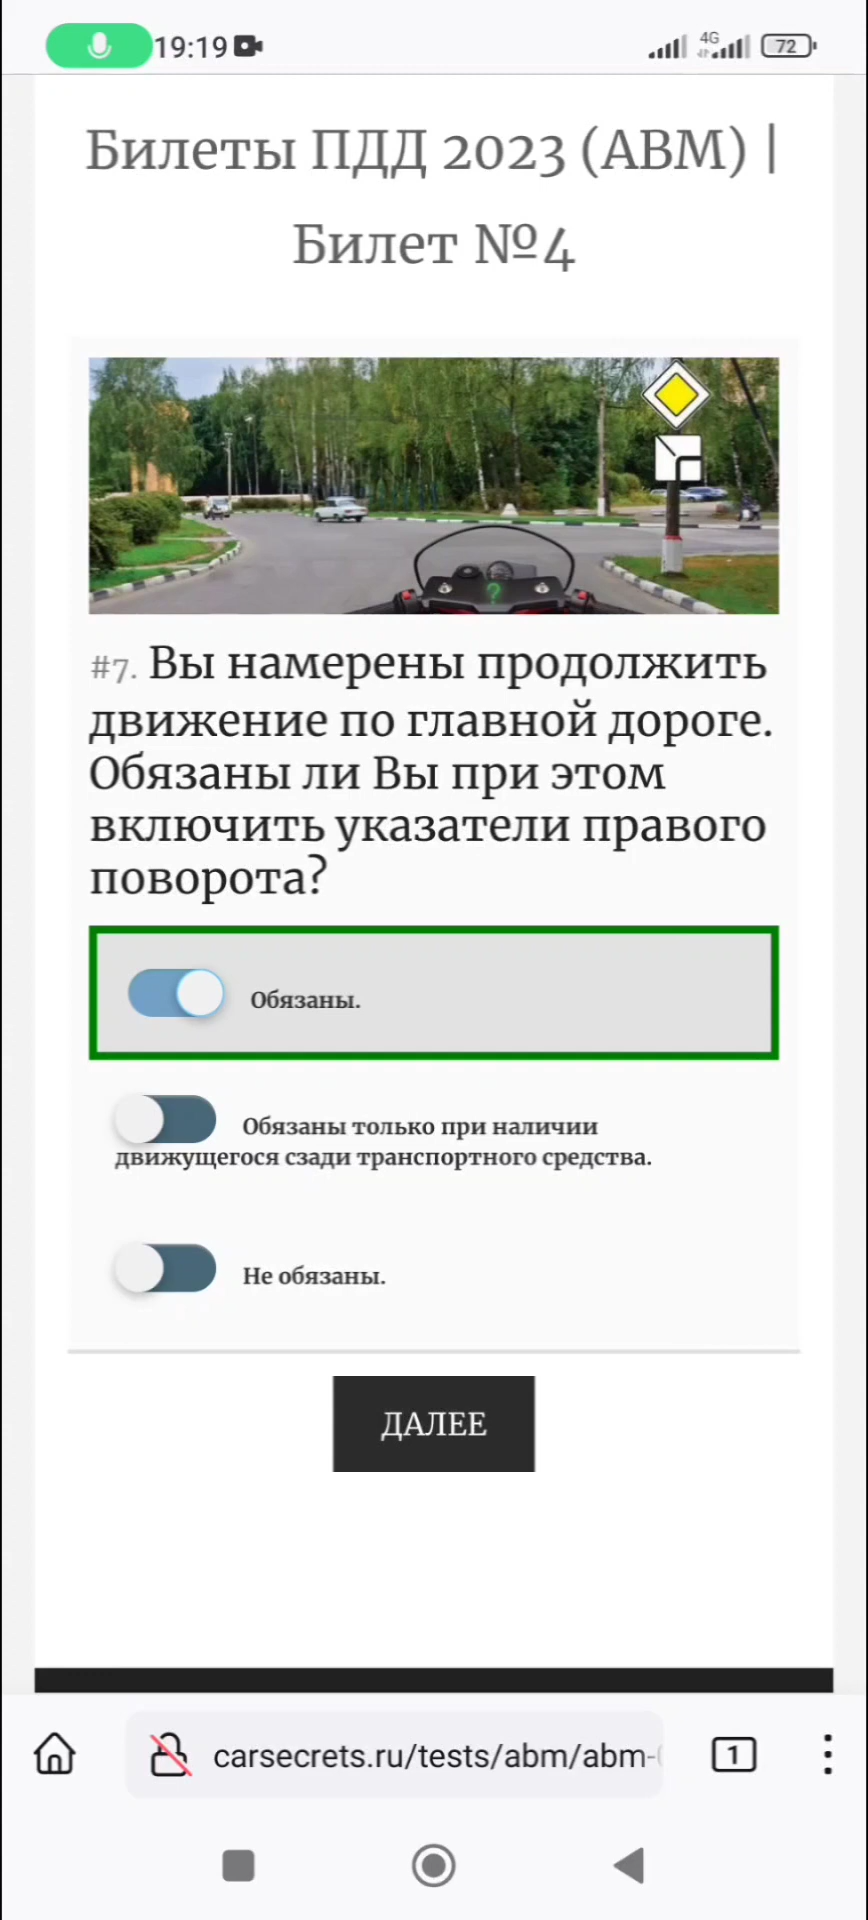 19:19
4G
72
Билеты ПДД 2023 (АВМ) |
Билет №4
?
#7. Вы намерены продолжить
движение по главной дороге.
Обязаны ли Вы при этом
включить указатели правого
поворота?
Обязаны.
Обязаны только при наличии
движущегося сзади транспортного средства.
Не обязаны.
ДАЛЕЕ
carsecrets.ru/tests/abm/abm-
1